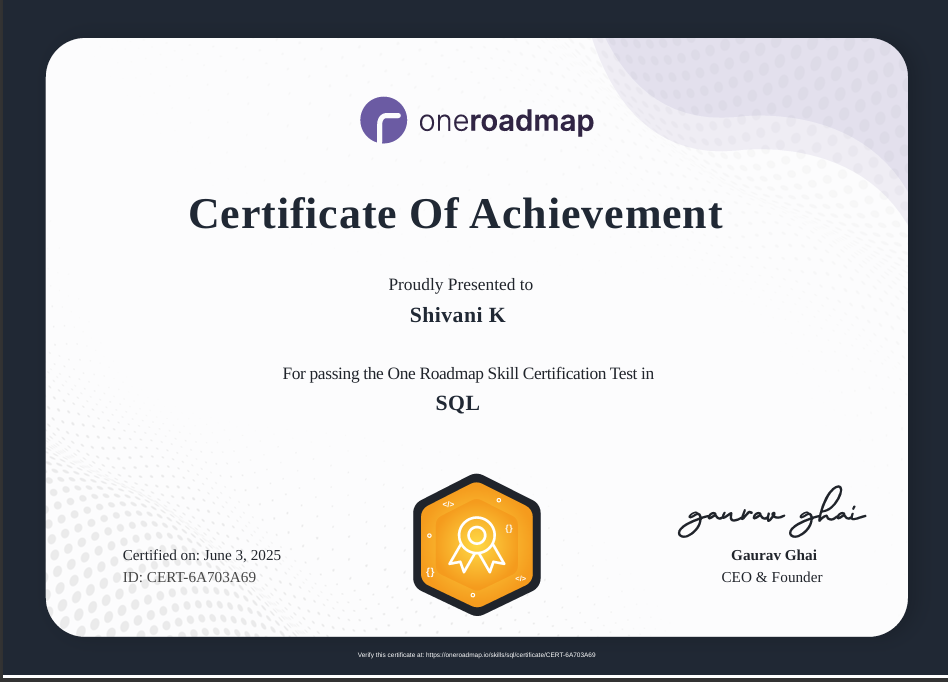 oneroadmap
Certificate Of Achievement
Proudly Presented to
Shivani K
For passing the One Roadmap Skill Certification Test in
SQL
</>
{}
{}
</>
gaurav ghai
Certified on: June 3, 2025
ID: CERT-6A703A69
Gaurav Ghai
CEO & Founder
Verify this certificate at: https://oneroadmap.io/skills/sql/certificate/CERT-6A703A69